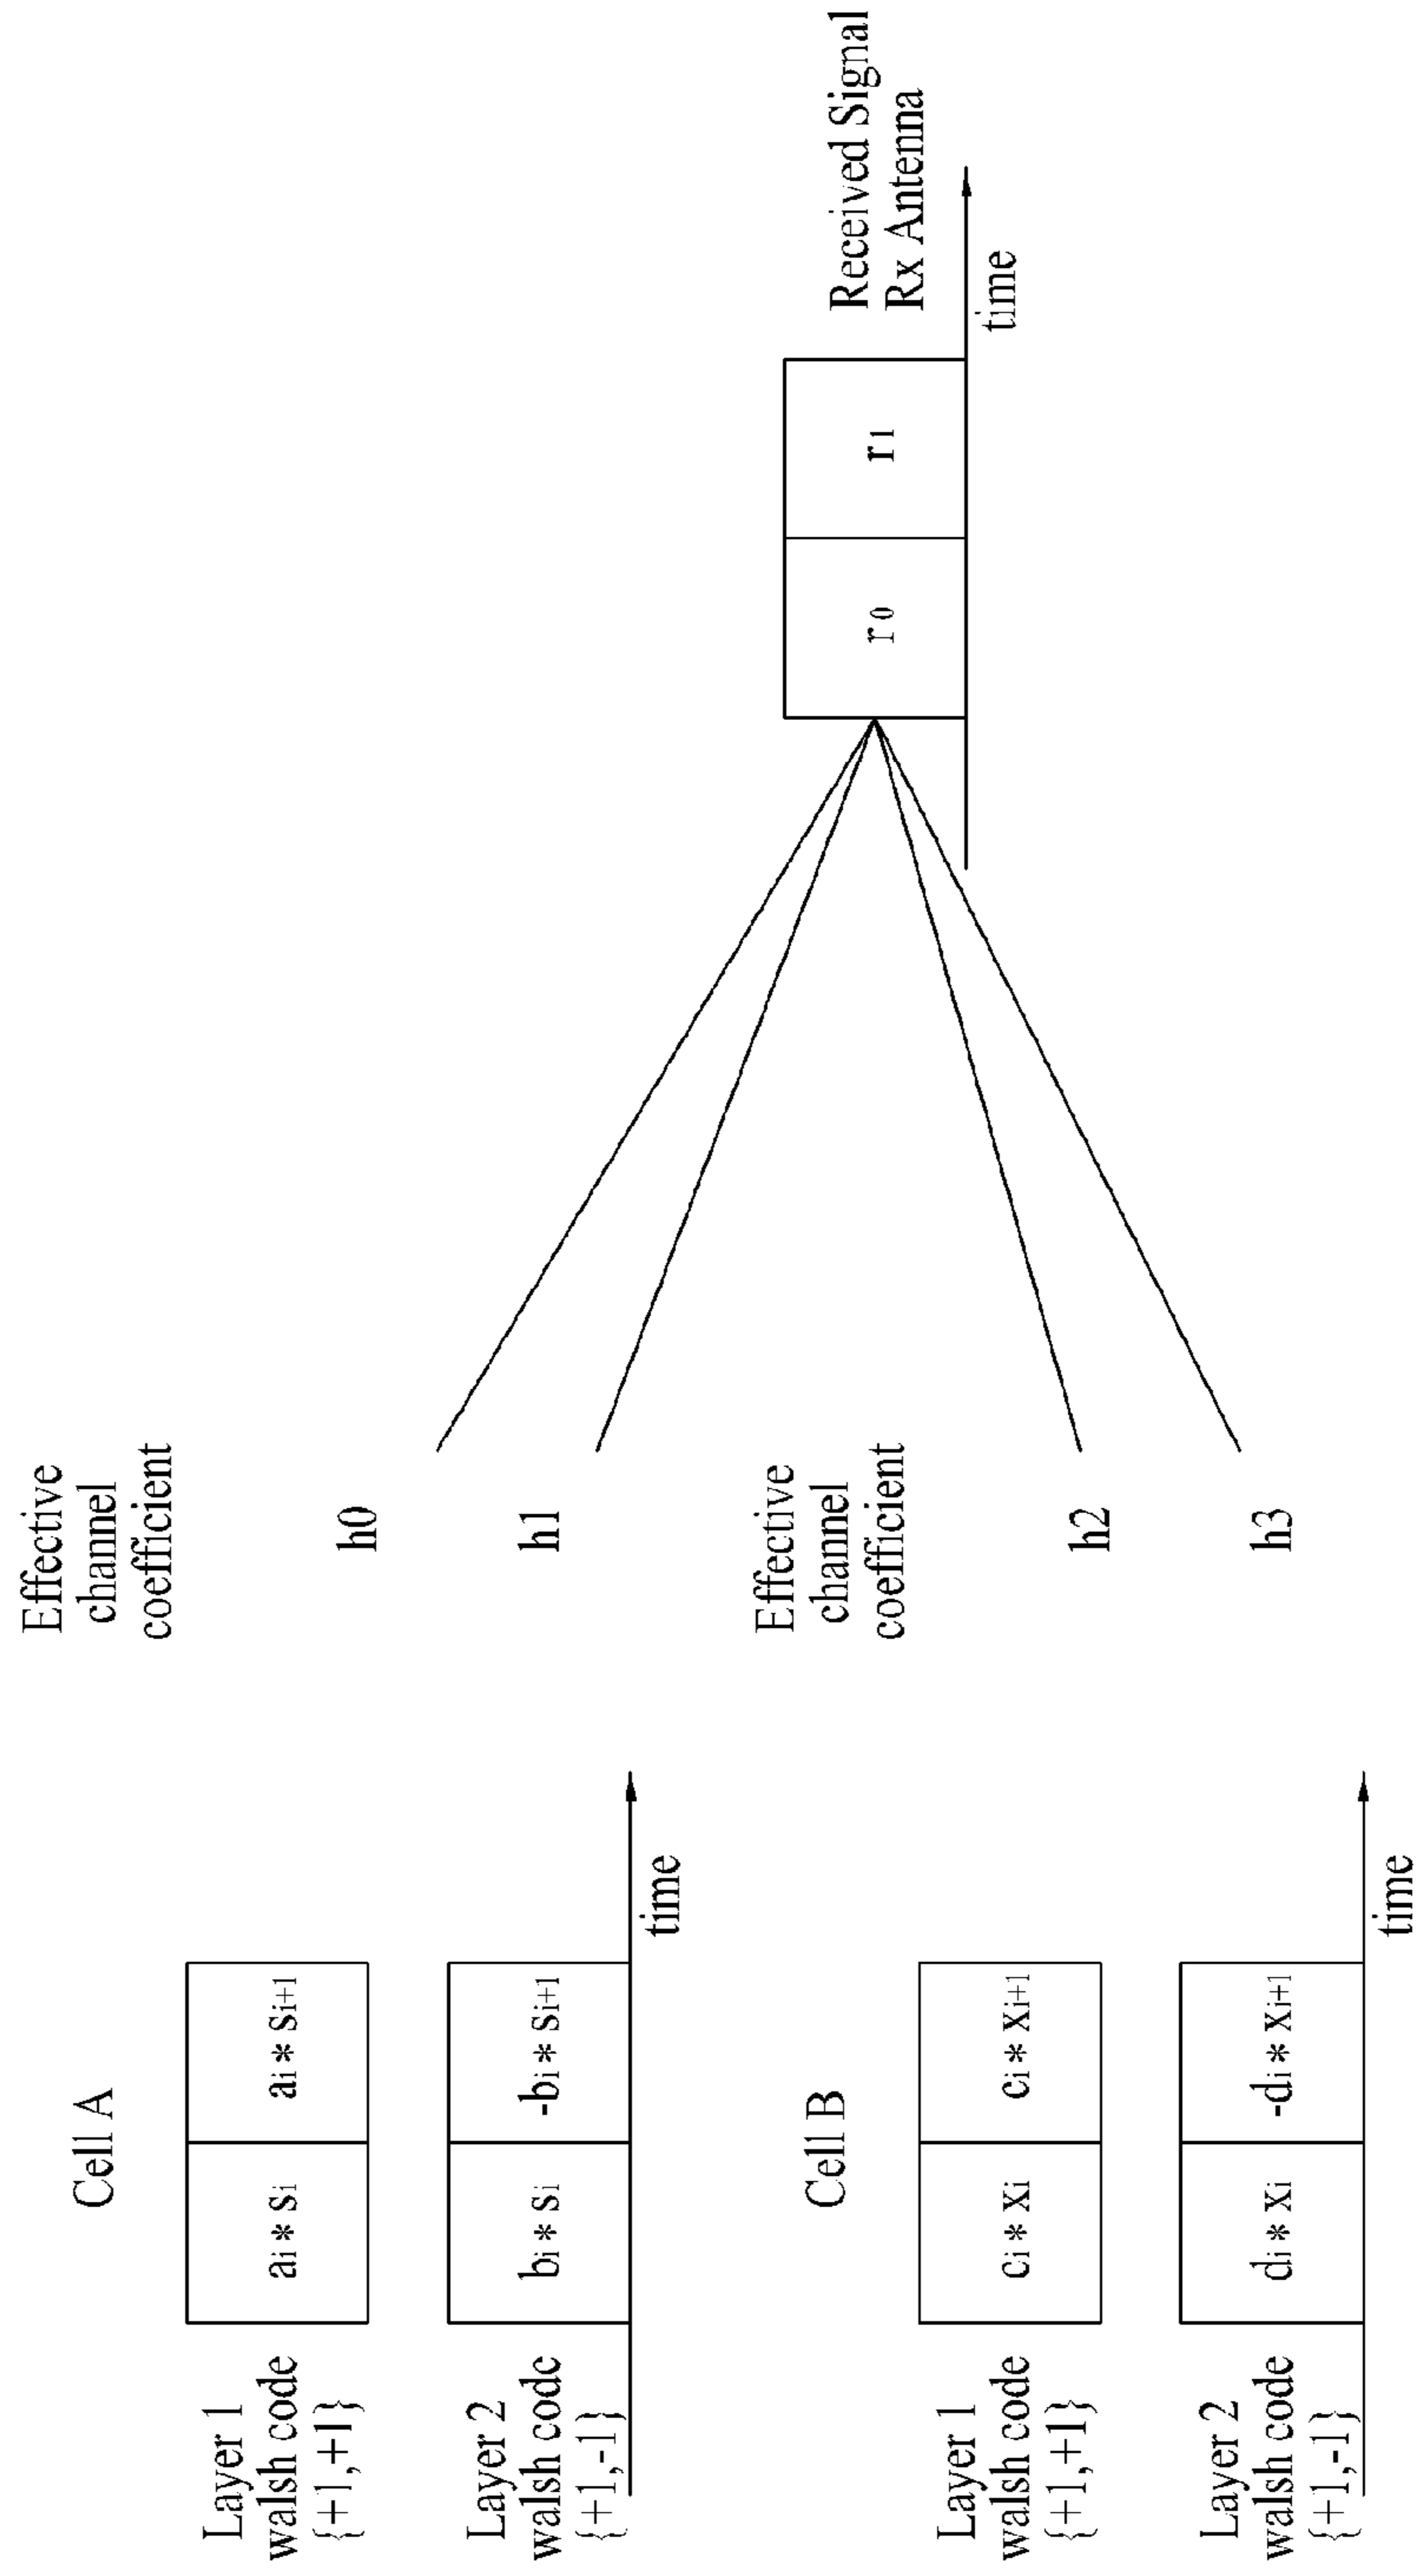 Cell A
Layer 1
walsh code
{+1,+1}
ai * si
ai * si+1
Layer 2
walsh code
{+1,-1}
bi * si
-bi * si+1
time
Effective
channel
coefficient
h0
h1
Cell B
Layer 1
walsh code
{+1,+1}
ci * xi
ci * xi+1
Layer 2
walsh code
{+1,-1}
di * xi
-di * xi+1
time
Effective
channel
coefficient
h2
h3
r0
r1
Received Signal
Rx Antenna
time